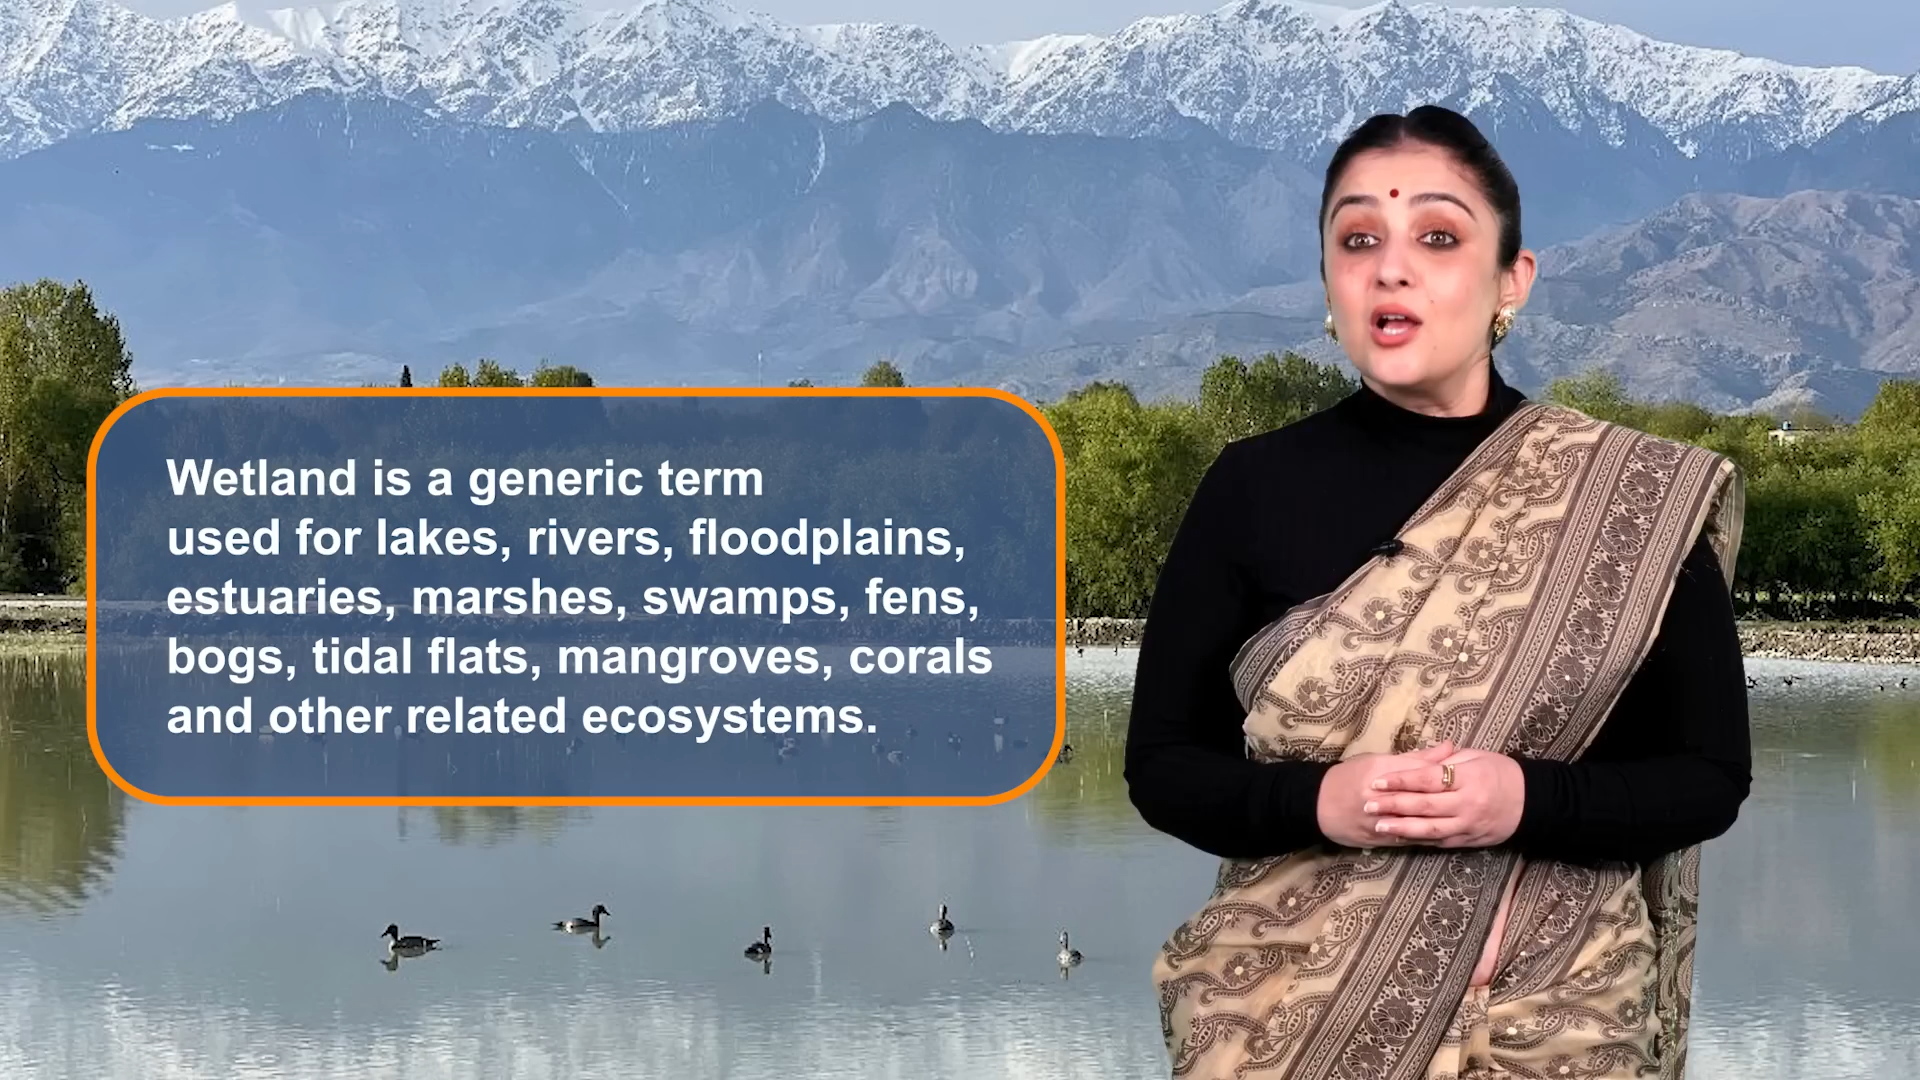 Wetland is a generic term
used for lakes, rivers, floodplains,
estuaries, marshes, swamps, fens,
bogs, tidal flats, mangroves, corals
and other related ecosystems.